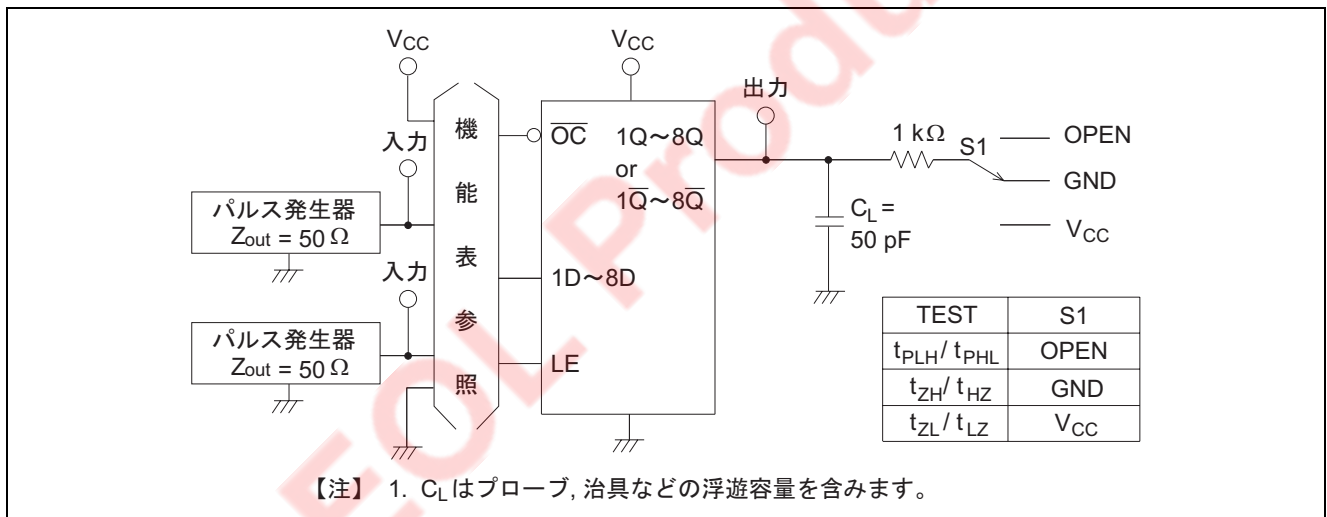 VCC
VCC
出力
入力
機能表参照
OC
1Q～8Q
or
1Q～8Q
1 kΩ
S1
OPEN
GND
VCC
パルス発生器
Zout = 50 Ω
CL =
50 pF
入力
1D～8D
パルス発生器
Zout = 50 Ω
LE
TEST S1
tPLH/ tPHL OPEN
tZH/ tHZ GND
tZL/ tLZ VCC
【注】 1. CLはプローブ, 治具などの浮遊容量を含みます。
EOL Produ